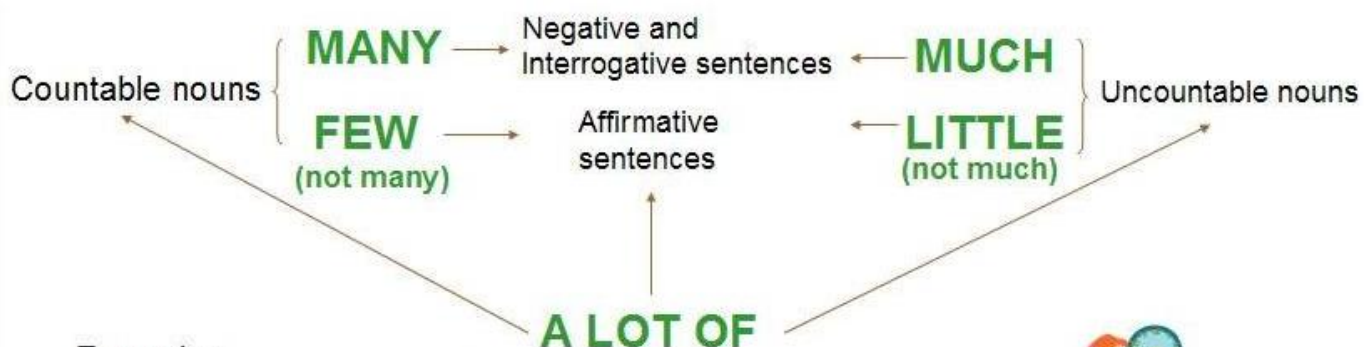 Countable nouns
MANY
FEW
(not many)
Negative and
Interrogative sentences
Affirmative
sentences
MUCH
LITTLE
(not much)
Uncountable nouns
A LOT OF